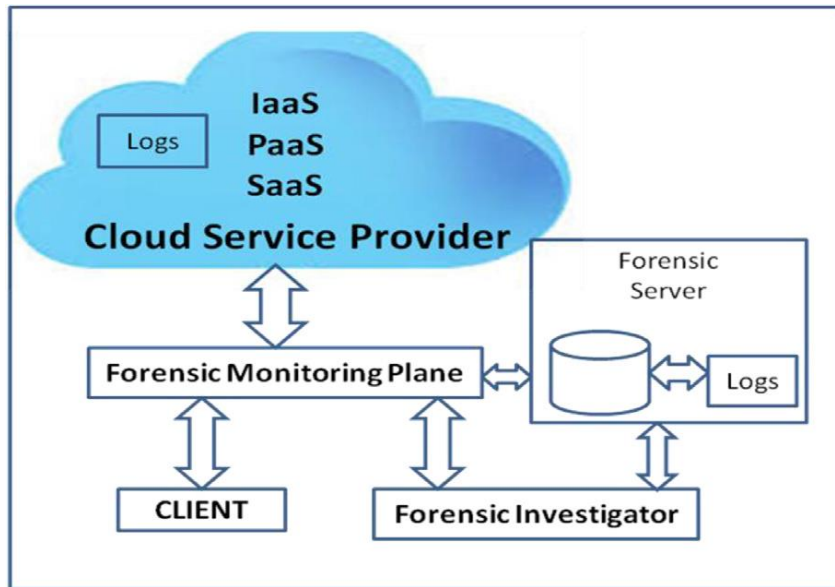 IaaS
Logs
PaaS
SaaS
Cloud Service Provider
Forensic
Server
Forensic Monitoring Plane
Logs
CLIENT
Forensic Investigator